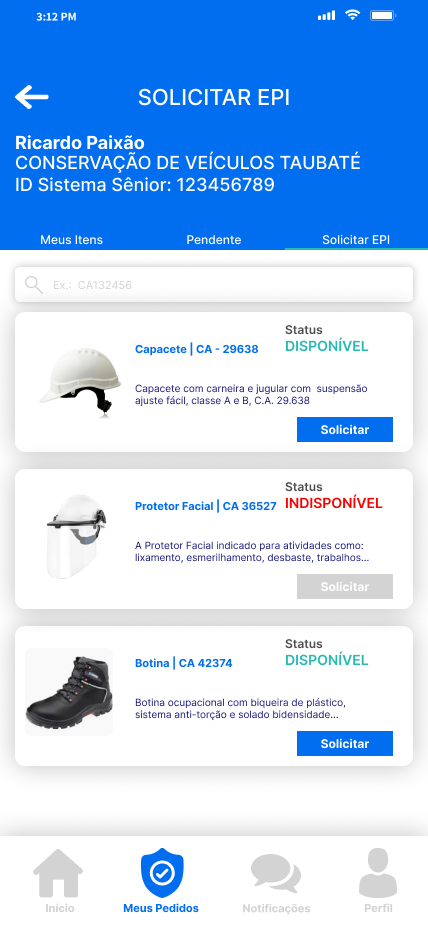 3:12 PM
SOLICITAR EPI
Ricardo Paixão
CONSERVAÇÃO DE VEÍCULOS TAUBATÉ
ID Sistema Sênior: 123456789
Meus Itens
Pendente
Solicitar EPI
Ex.: CA132456
Status
DISPONÍVEL
Capacete | CA - 29638
Capacete com carneira e jugular com suspensão
ajuste fácil, classe A e B, C.A. 29.638
Solicitar
Status
INDISPONÍVEL
Protetor Facial | CA 36527
A Protetor Facial indicado para atividades como:
lixamento, esmerilhamento, desbaste, trabalhos...
Solicitar
Status
DISPONÍVEL
Botina | CA 42374
Botina ocupacional com biqueira de plástico,
sistema anti-torção e solado bidensidade...
Solicitar
Início
Meus Pedidos
Notificações
Perfil